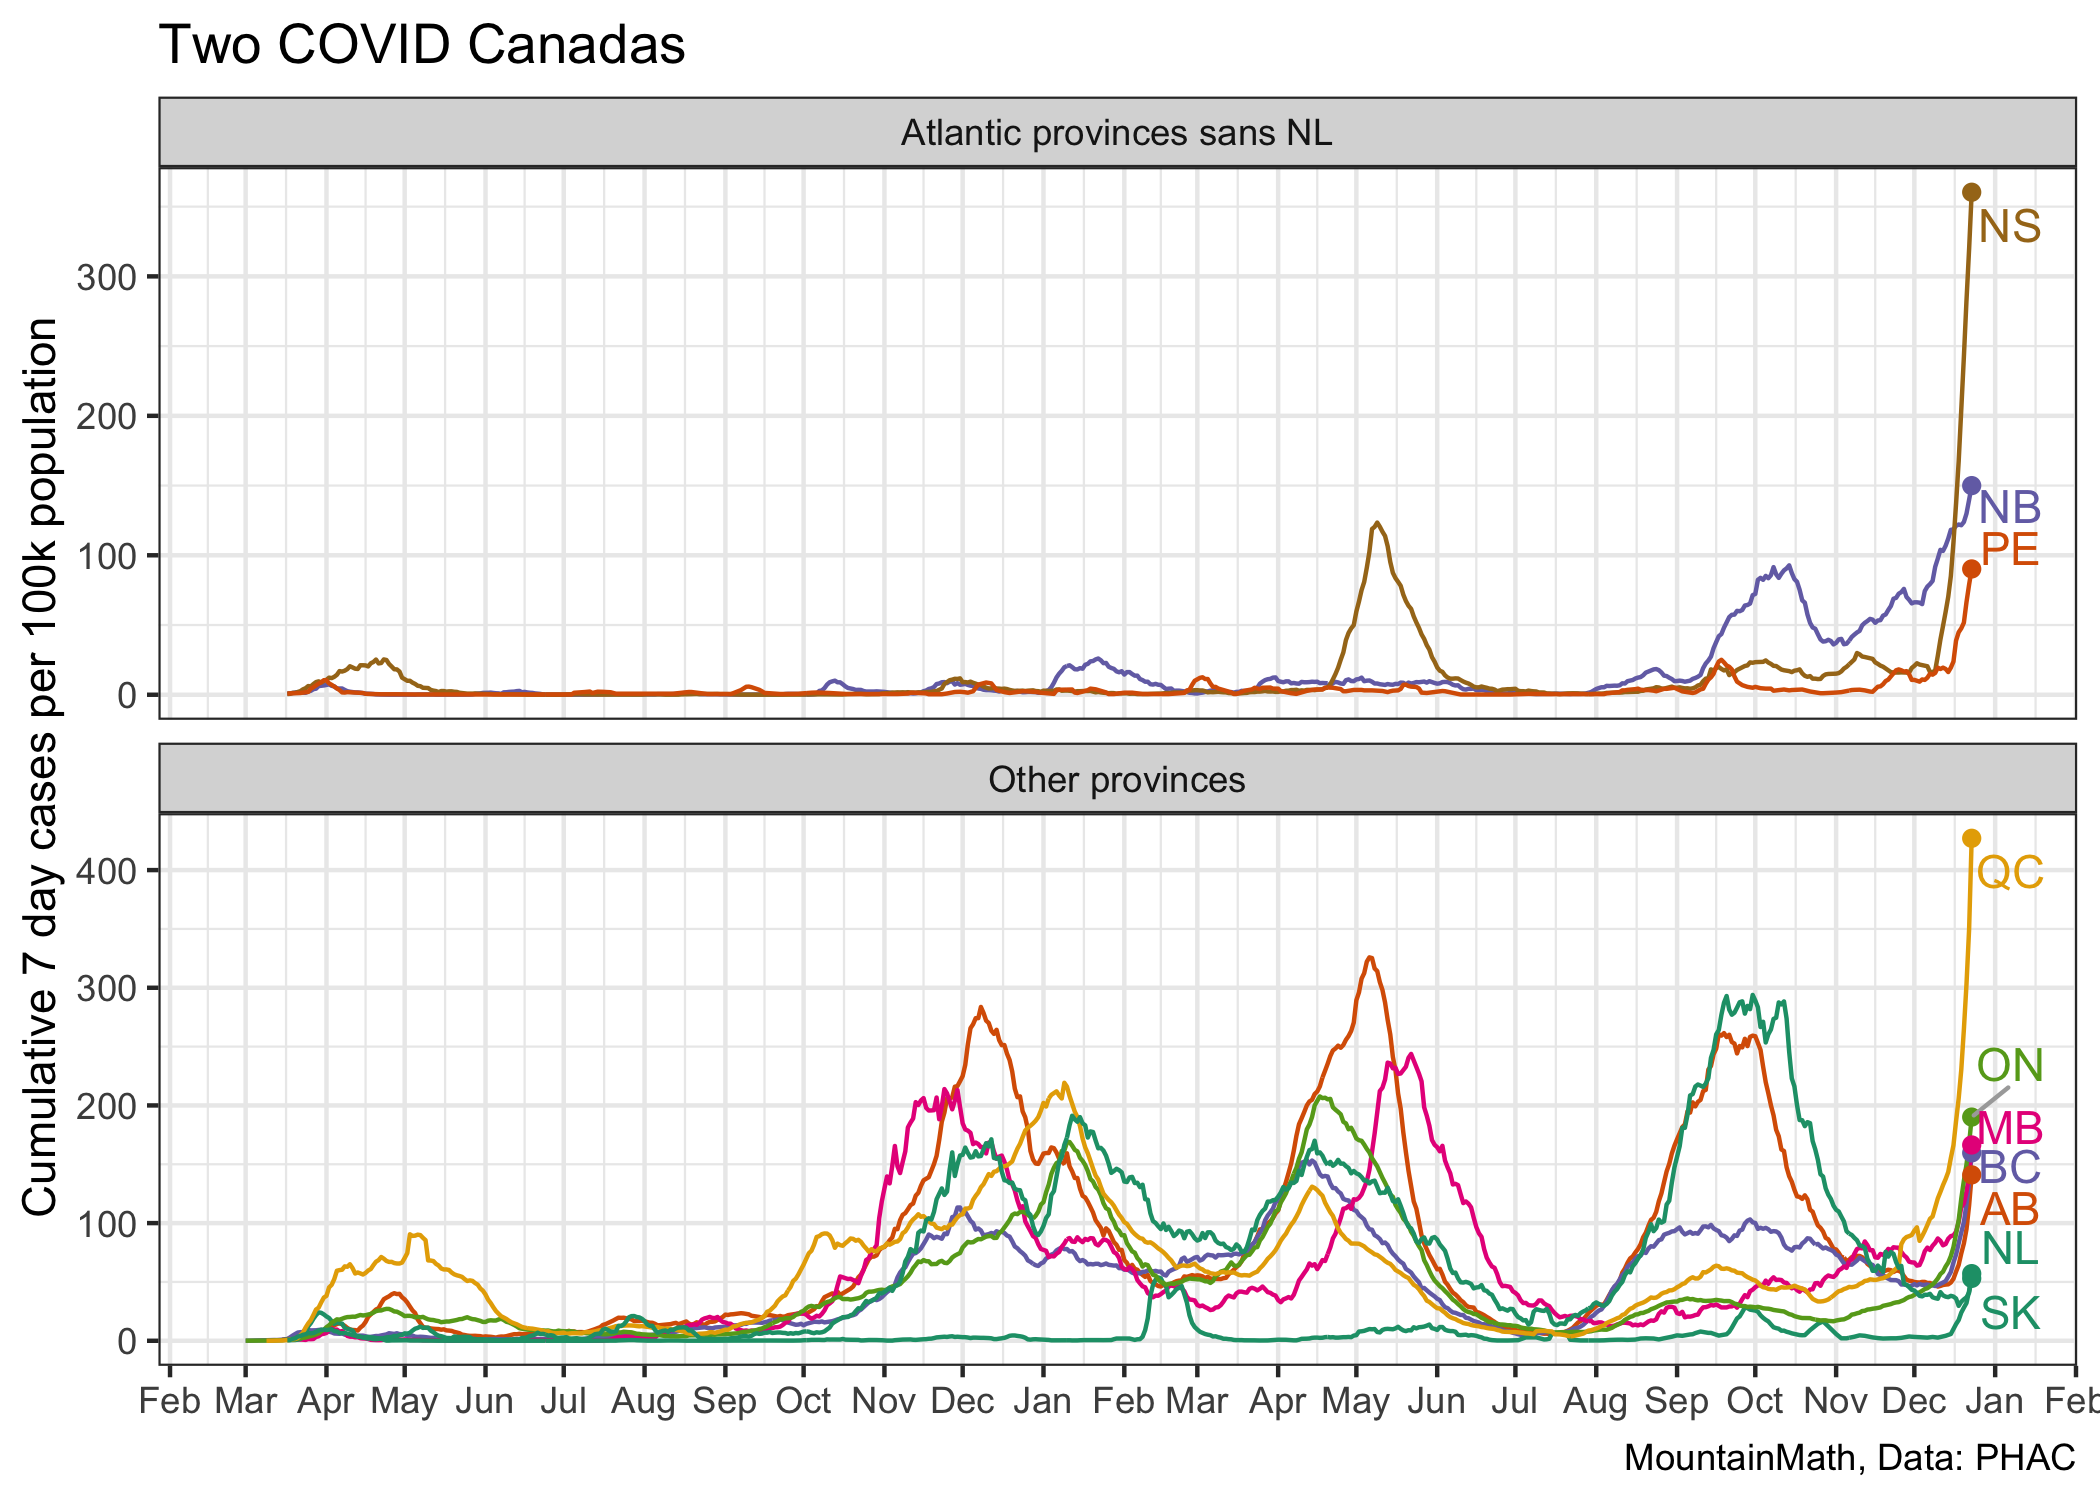 Two COVID Canadas
Atlantic provinces sans NL
Cumulative 7 day cases per 100k population
300
200
100
0
NS
NB
PE
Other provinces
400
300
200
100
0
QC
ON
MB
BC
AB
NL
SK
Feb Mar Apr May Jun Jul Aug Sep Oct Nov Dec Jan Feb Mar Apr May Jun Jul Aug Sep Oct Nov Dec Jan Feb
MountainMath, Data: PHAC